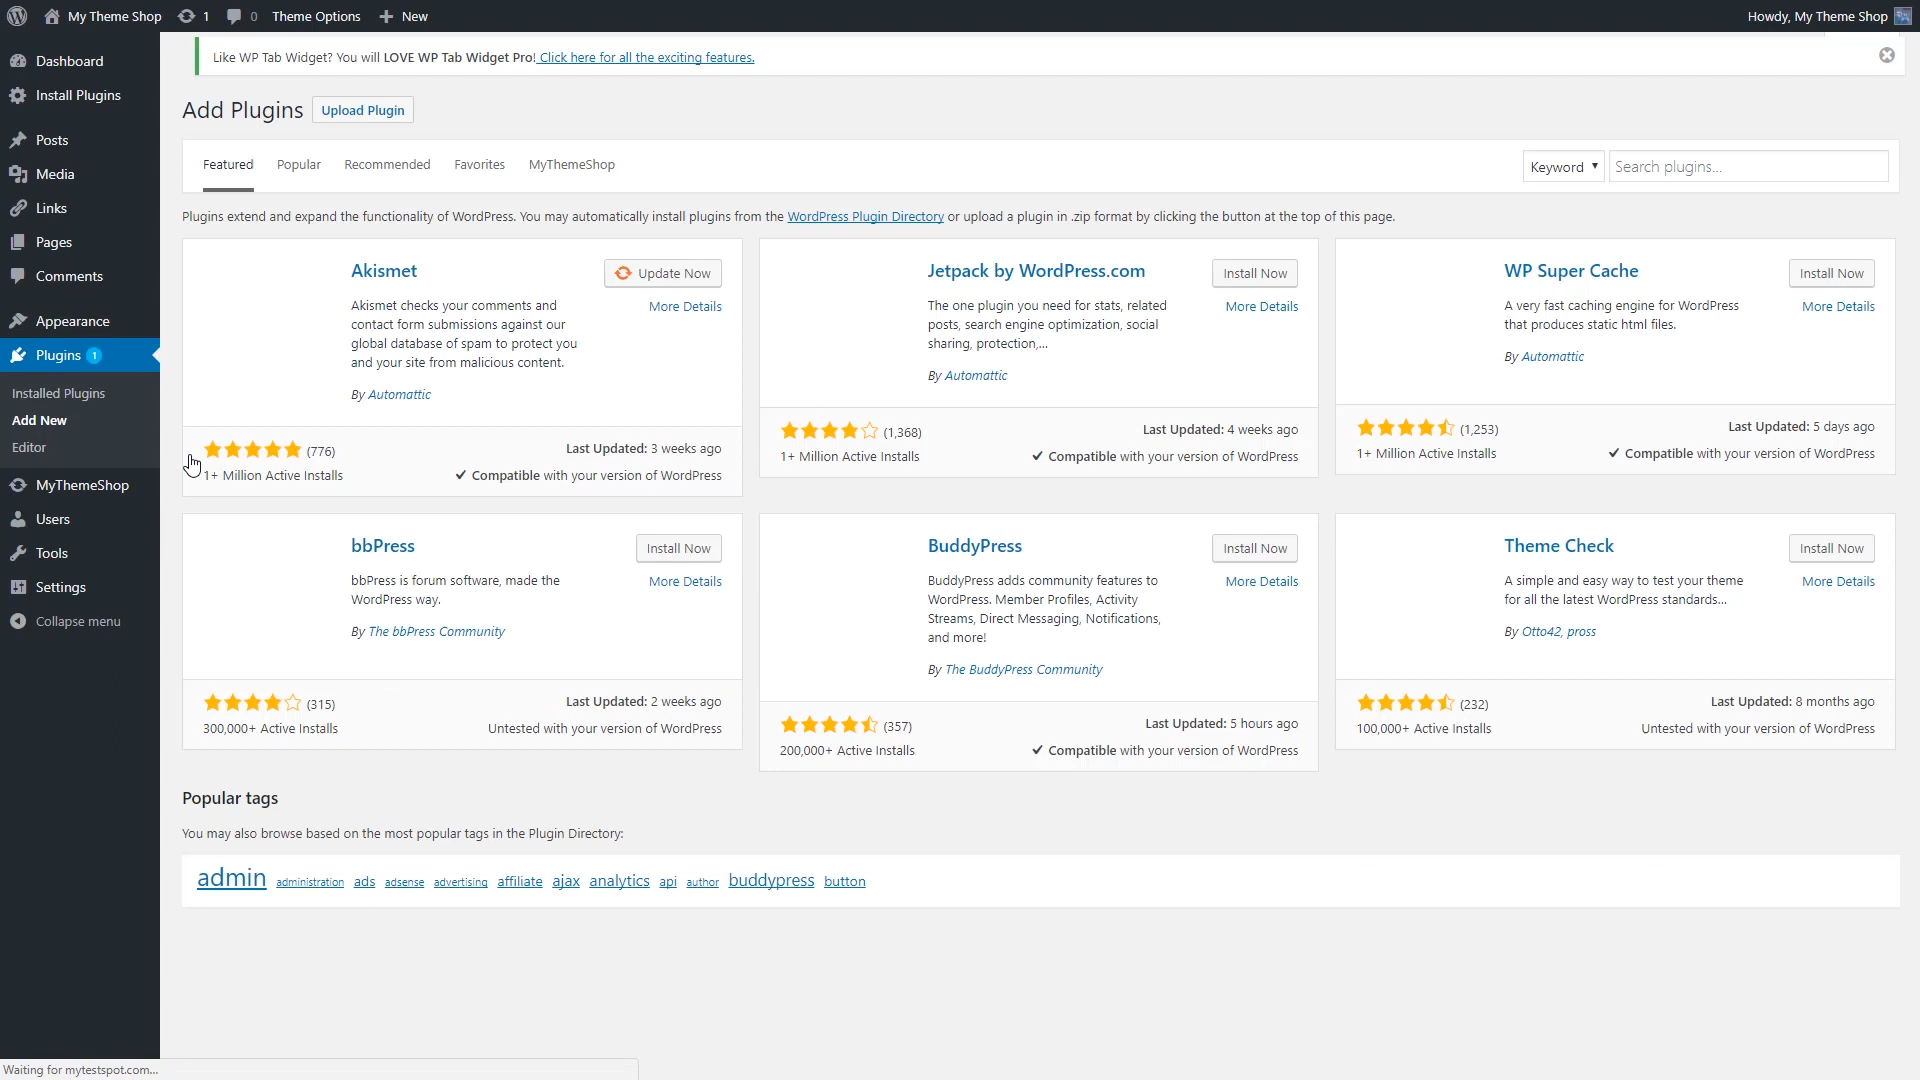 My Theme Shop 1 0 Theme Options New Howdy, My Theme Shop
Dashboard
Install Plugins
Posts
Media
Links
Pages
Comments
Appearance
Plugins 1
Installed Plugins
Add New
Editor
MyThemeShop
Users
Tools
Settings
Collapse menu
Like WP Tab Widget? You will LOVE WP Tab Widget Pro! Click here for all the exciting features.
Add Plugins Upload Plugin
Featured Popular Recommended Favorites MyThemeShop Keyword Search plugins...
Plugins extend and expand the functionality of WordPress. You may automatically install plugins from the WordPress Plugin Directory or upload a plugin in .zip format by clicking the button at the top of this page.
Akismet
Update Now
More Details
Akismet checks your comments and
contact form submissions against our
global database of spam to protect you
and your site from malicious content.
By Automattic
(776) Last Updated: 3 weeks ago
1+ Million Active Installs Compatible with your version of WordPress
Jetpack by WordPress.com
Install Now
More Details
The one plugin you need for stats, related
posts, search engine optimization, social
sharing, protection,...
By Automattic
(1,368) Last Updated: 4 weeks ago
1+ Million Active Installs Compatible with your version of WordPress
WP Super Cache
Install Now
More Details
A very fast caching engine for WordPress
that produces static html files.
By Automattic
(1,253) Last Updated: 5 days ago
1+ Million Active Installs Compatible with your version of WordPress
bbPress
Install Now
More Details
bbPress is forum software, made the
WordPress way.
By The bbPress Community
(315) Last Updated: 2 weeks ago
300,000+ Active Installs Untested with your version of WordPress
BuddyPress
Install Now
More Details
BuddyPress adds community features to
WordPress. Member Profiles, Activity
Streams, Direct Messaging, Notifications,
and more!
By The BuddyPress Community
(357) Last Updated: 5 hours ago
200,000+ Active Installs Compatible with your version of WordPress
Theme Check
Install Now
More Details
A simple and easy way to test your theme
for all the latest WordPress standards...
By Otto42, pross
(232) Last Updated: 8 months ago
100,000+ Active Installs Untested with your version of WordPress
Popular tags
You may also browse based on the most popular tags in the Plugin Directory:
admin administration ads adsense advertising affiliate ajax analytics api author buddypress button
Waiting for mytestspot.com...